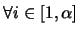 ∀i ∈ [1, α]